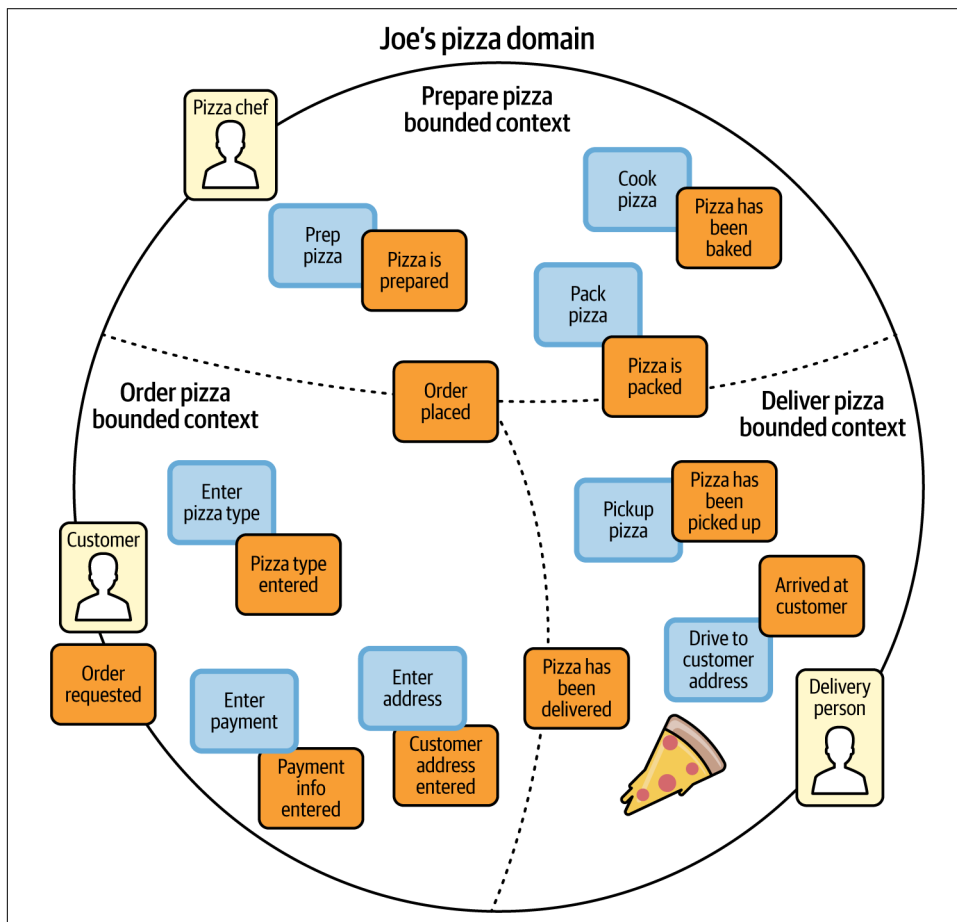 Joe's pizza domain
Prepare pizza
bounded context
Pizza chef
Cook
pizza
Pizza has
been
baked
Prep
pizza
Pizza is
prepared
Pack
pizza
Pizza is
packed
Order
placed
Order pizza
bounded context
Deliver pizza
bounded context
Enter
pizza type
Pizza type
entered
Customer
Order
requested
Enter
payment
Payment
info
entered
Enter
address
Customer
address
entered
Pizza has
been
delivered
Pickup
pizza
Pizza has
been
picked up
Arrived at
customer
Drive to
customer
address
Delivery
person